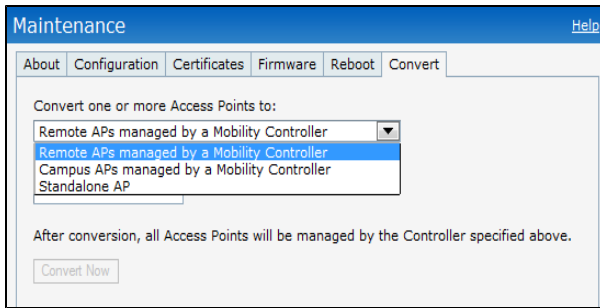 Maintenance Help
About Configuration Certificates Firmware Reboot Convert
Convert one or more Access Points to:
Remote APs managed by a Mobility Controller
Remote APs managed by a Mobility Controller
Campus APs managed by a Mobility Controller
Standalone AP
After conversion, all Access Points will be managed by the Controller specified above.
Convert Now